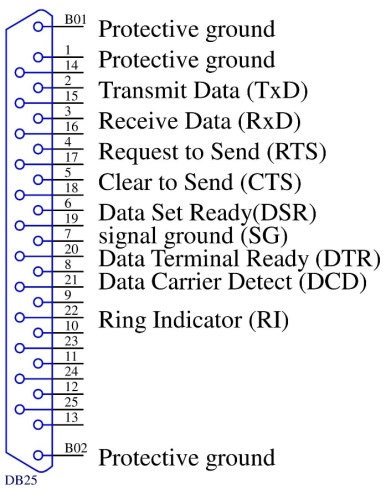 B01 Protective ground
1 Protective ground
14
2 Transmit Data (TxD)
15
3 Receive Data (RxD)
16
4 Request to Send (RTS)
17
5 Clear to Send (CTS)
18
6 Data Set Ready(DSR)
19
7 signal ground (SG)
20 Data Terminal Ready (DTR)
8 Data Carrier Detect (DCD)
21
9
22 Ring Indicator (RI)
10
23
11
24
12
25
13
B02 Protective ground
DB25